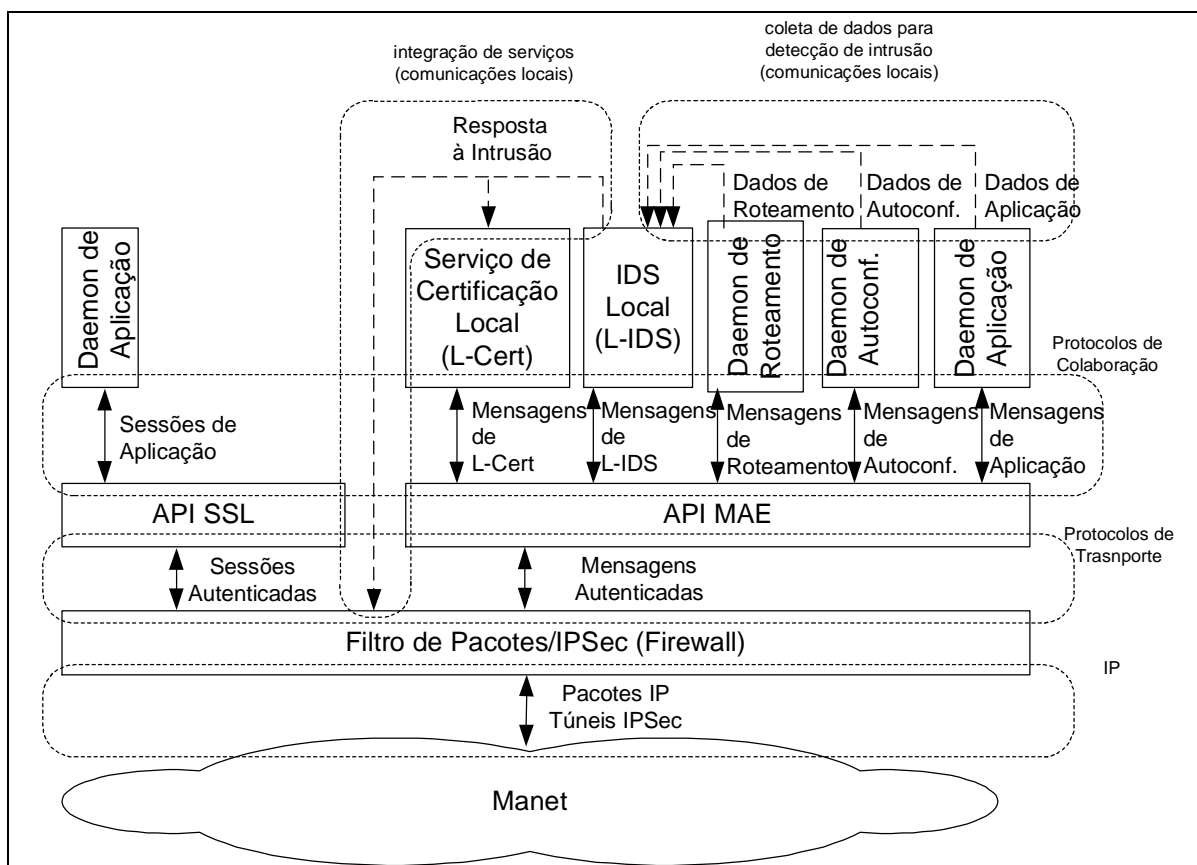 coleta de dados para
detecção de intrusão
(comunicações locais)
integração de serviços
(comunicações locais)
Resposta
à Intrusão
Dados de
Roteamento
Dados de
Autoconf.
Dados de
Aplicação
Daemon de
Aplicação
Serviço de
Certificação
Local
(L-Cert)
IDS
Local
(L-IDS)
Daemon de
Roteamento
Daemon de
Autoconf.
Daemon de
Aplicação
Protocolos de
Colaboração
Sessões de
Aplicação
Mensagens
de
L-Cert
Mensagens
de
L-IDS
Mensagens
de
Roteamento
Mensagens
de
Autoconf.
Mensagens
de
Aplicação
API SSL
API MAE
Protocolos de
Trasnporte
Sessões
Autenticadas
Mensagens
Autenticadas
Filtro de Pacotes/IPSec (Firewall)
IP
Pacotes IP
Túneis IPSec
Manet